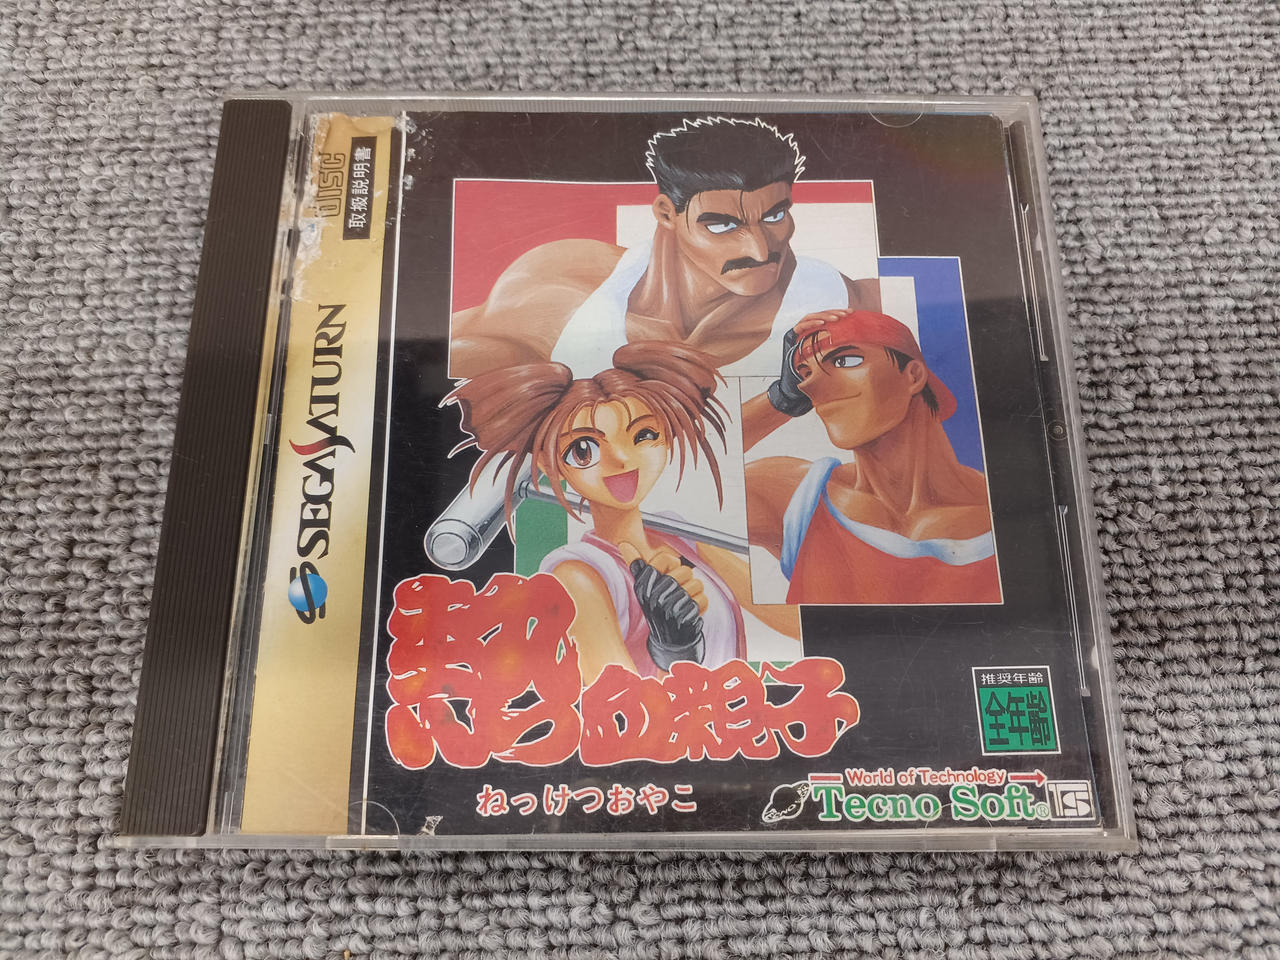 DISC
取扱説明書
SEGA SATURN
熱血親子
ねっけつおやこ
推奨年齢
全年齢
World of Technology
Tecno Soft®
TS